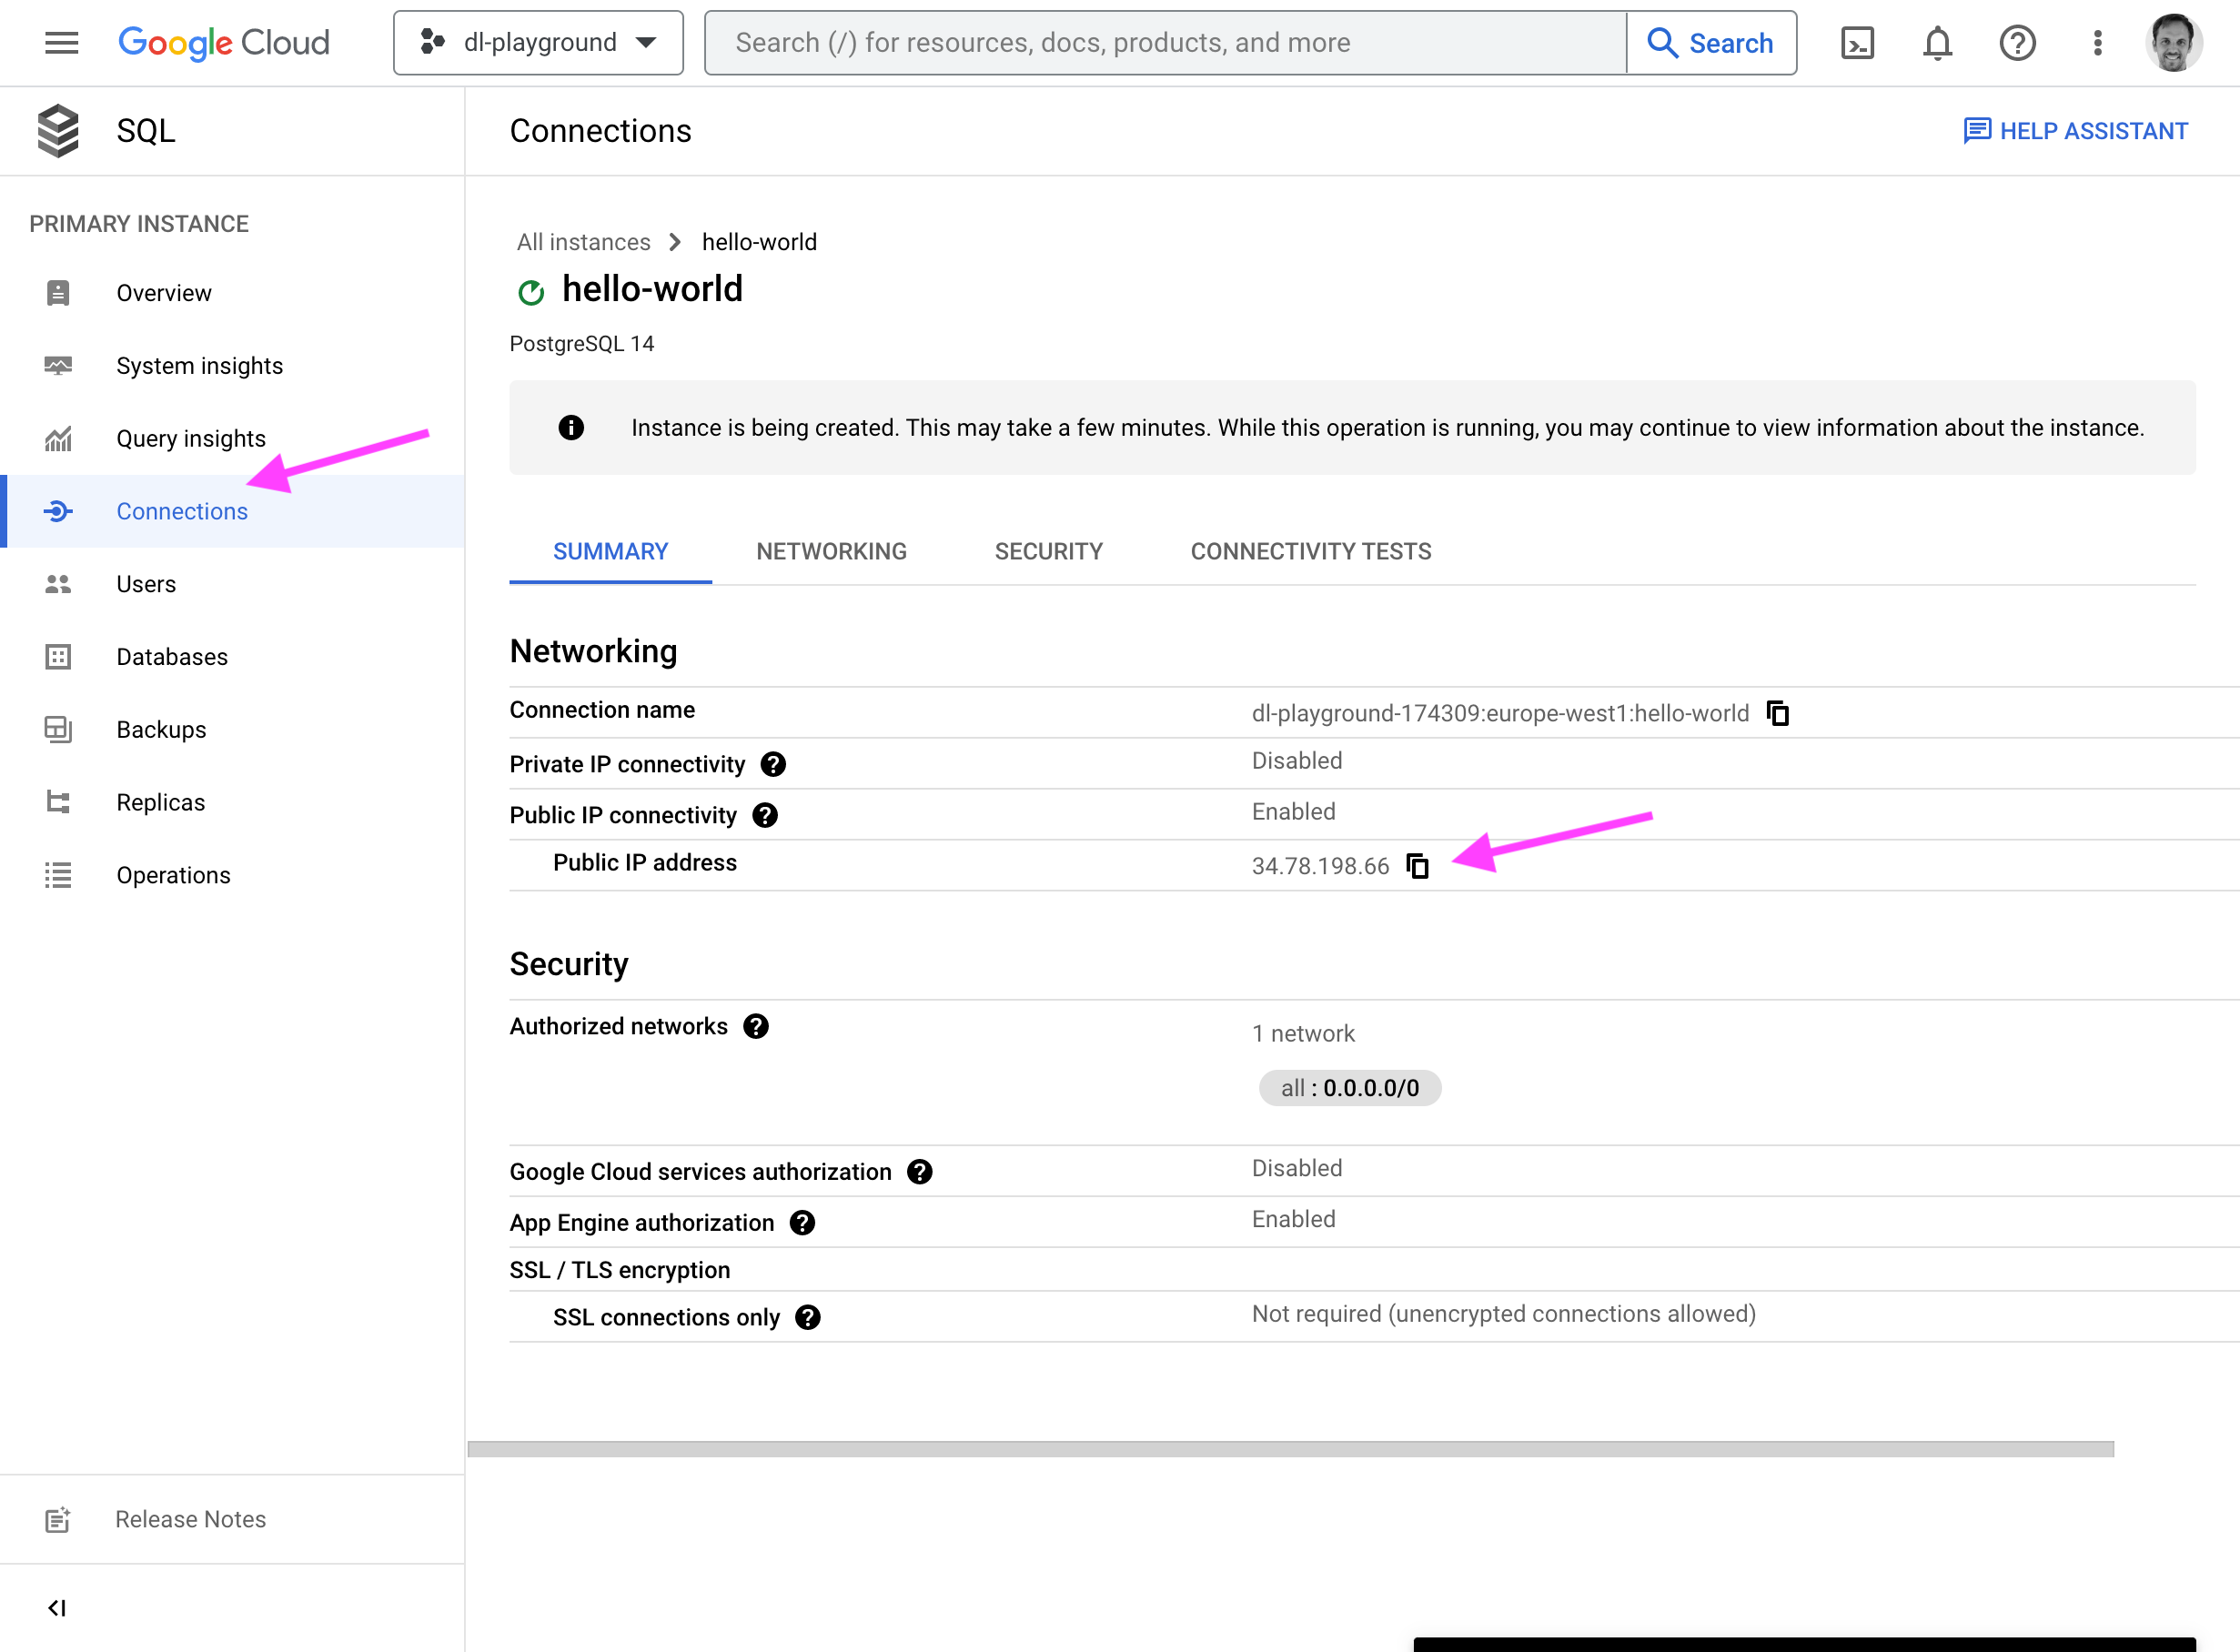 Google Cloud
dl-playground
Search (/) for resources, docs, products, and more
Search
SQL
Connections
HELP ASSISTANT
PRIMARY INSTANCE
Overview
System insights
Query insights
Connections
Users
Databases
Backups
Replicas
Operations
Release Notes
All instances
hello-world
hello-world
PostgreSQL 14
Instance is being created. This may take a few minutes. While this operation is running, you may continue to view information about the instance.
SUMMARY
NETWORKING
SECURITY
CONNECTIVITY TESTS
Networking
Connection name
dl-playground-174309:europe-west1:hello-world
Private IP connectivity
Disabled
Public IP connectivity
Enabled
Public IP address
34.78.198.66
Security
Authorized networks
1 network
all : 0.0.0.0/0
Google Cloud services authorization
Disabled
App Engine authorization
Enabled
SSL / TLS encryption
SSL connections only
Not required (unencrypted connections allowed)